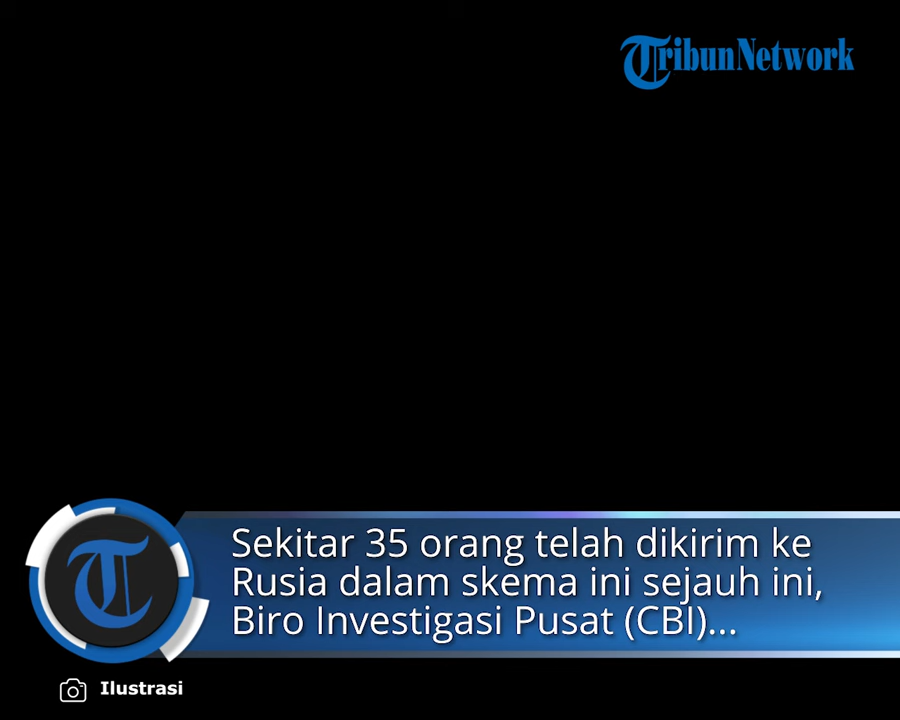 TribunNetwork
Sekitar 35 orang telah dikirim ke
Rusia dalam skema ini sejauh ini,
Biro Investigasi Pusat (CBI)...
T
Ilustrasi